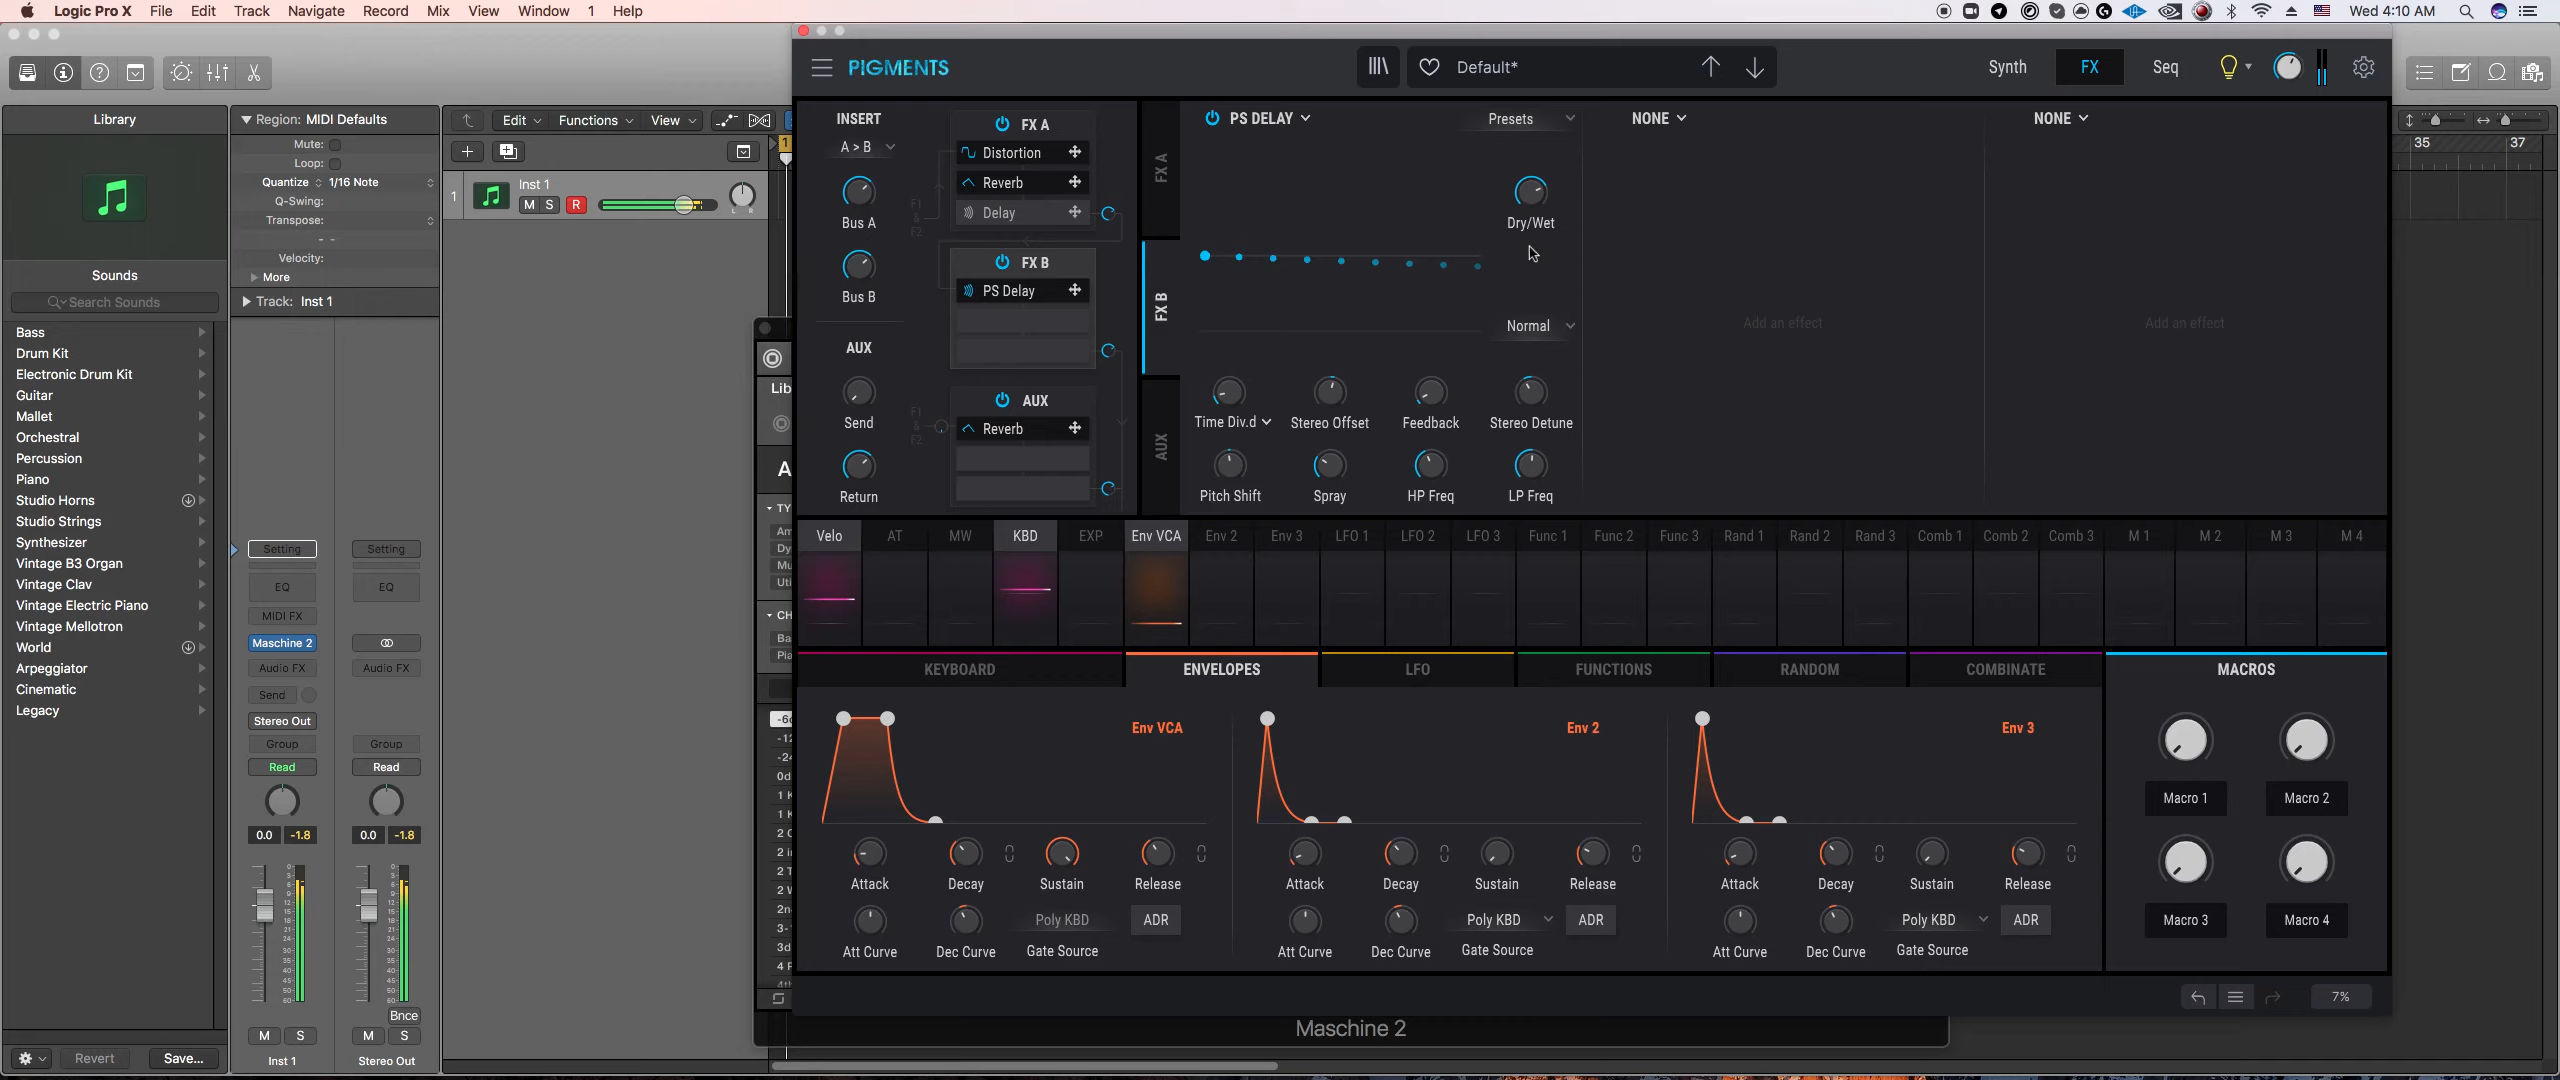 Logic Pro X File Edit Track Navigate Record Mix View Window 1 Help
Wed 4:10 AM
PIGMENTS
Default*
Synth FX Seq
Library
Region: MIDI Defaults
Mute:
Loop:
Quantize 1/16 Note
Q-Swing:
Transpose:
- -
Velocity:
More
Track: Inst 1
Edit Functions View
1
35
37
1
Inst 1
M S R
L R
Sounds
Search Sounds
Bass
Drum Kit
Electronic Drum Kit
Guitar
Mallet
Orchestral
Percussion
Piano
Studio Horns
Studio Strings
Synthesizer
Vintage B3 Organ
Vintage Clav
Vintage Electric Piano
Vintage Mellotron
World
Arpeggiator
Cinematic
Legacy
Revert Save...
Setting Setting
EQ EQ
MIDI FX
Maschine 2
Audio FX Audio FX
Send
Stereo Out
Group Group
Read Read
0.0 -1.8 0.0 -1.8
Bnce
M S M S
Inst 1 Stereo Out
Lib
A
INSERT
A > B
Bus A
Bus B
AUX
Send
Return
F1
&
F2
F1
&
F2
FX A
Distortion
Reverb
Delay
FX B
PS Delay
AUX
Reverb
FX A
FX B
AUX
PS DELAY
Presets
NONE
NONE
Dry/Wet
Normal
Add an effect
Add an effect
Time Div.d Stereo Offset Feedback Stereo Detune
Pitch Shift Spray HP Freq LP Freq
Velo AT MW KBD EXP Env VCA Env 2 Env 3 LFO 1 LFO 2 LFO 3 Func 1 Func 2 Func 3 Rand 1 Rand 2 Rand 3 Comb 1 Comb 2 Comb 3 M 1 M 2 M 3 M 4
KEYBOARD ENVELOPES LFO FUNCTIONS RANDOM COMBINATE MACROS
Env VCA
Attack Decay Sustain Release
Att Curve Dec Curve Poly KBD ADR
Gate Source
Env 2
Attack Decay Sustain Release
Att Curve Dec Curve Poly KBD ADR
Gate Source
Env 3
Attack Decay Sustain Release
Att Curve Dec Curve Poly KBD ADR
Gate Source
Macro 1 Macro 2
Macro 3 Macro 4
7%
Maschine 2